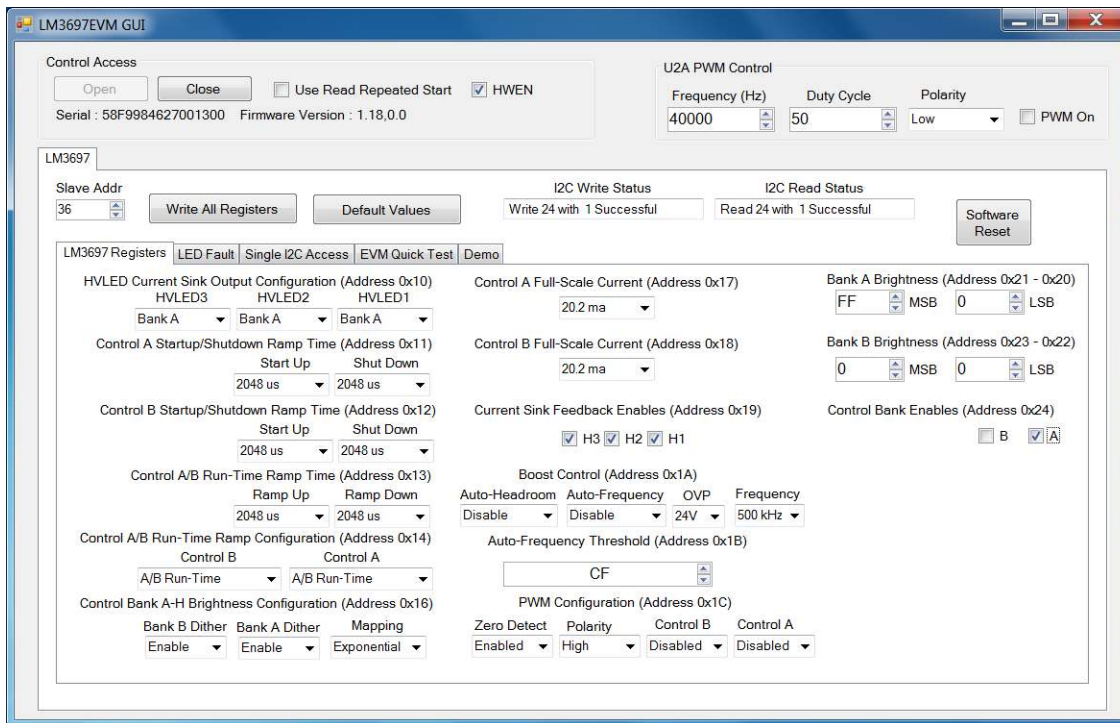 LM3697EVM GUI
Control Access
Open Close Use Read Repeated Start HWEN
Serial : 58F9984627001300 Firmware Version : 1.18,0.0
U2A PWM Control
Frequency (Hz) Duty Cycle Polarity
40000 50 Low PWM On
LM3697
Slave Addr
36 Write All Registers Default Values
I2C Write Status I2C Read Status
Write 24 with 1 Successful Read 24 with 1 Successful
Software
Reset
LM3697 Registers LED Fault Single I2C Access EVM Quick Test Demo
HVLED Current Sink Output Configuration (Address 0x10)
HVLED3 HVLED2 HVLED1
Bank A Bank A Bank A
Control A Startup/Shutdown Ramp Time (Address 0x11)
Start Up Shut Down
2048 us 2048 us
Control B Startup/Shutdown Ramp Time (Address 0x12)
Start Up Shut Down
2048 us 2048 us
Control A/B Run-Time Ramp Time (Address 0x13)
Ramp Up Ramp Down
2048 us 2048 us
Control A/B Run-Time Ramp Configuration (Address 0x14)
Control B Control A
A/B Run-Time A/B Run-Time
Control Bank A-H Brightness Configuration (Address 0x16)
Bank B Dither Bank A Dither Mapping
Enable Enable Exponential
Control A Full-Scale Current (Address 0x17)
20.2 ma
Control B Full-Scale Current (Address 0x18)
20.2 ma
Current Sink Feedback Enables (Address 0x19)
H3 H2 H1
Boost Control (Address 0x1A)
Auto-Headroom Auto-Frequency OVP Frequency
Disable Disable 24V 500 kHz
Auto-Frequency Threshold (Address 0x1B)
CF
PWM Configuration (Address 0x1C)
Zero Detect Polarity Control B Control A
Enabled High Disabled Disabled
Bank A Brightness (Address 0x21 - 0x20)
FF MSB 0 LSB
Bank B Brightness (Address 0x23 - 0x22)
0 MSB 0 LSB
Control Bank Enables (Address 0x24)
B A